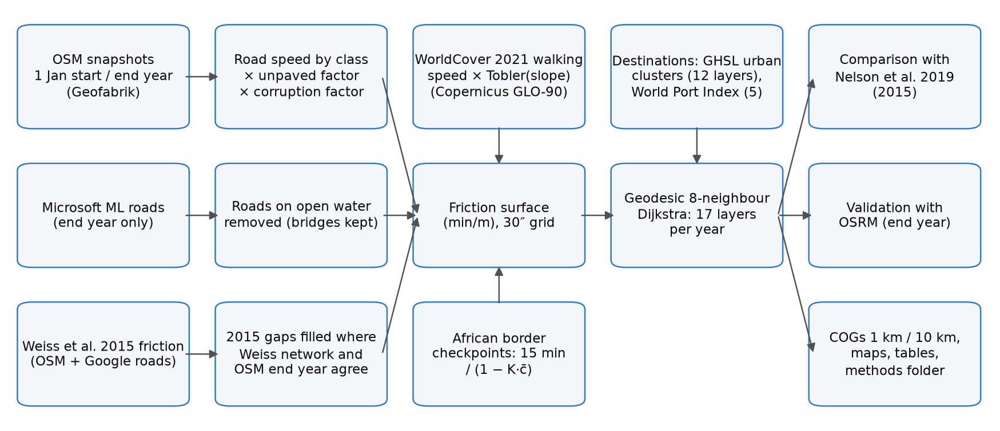 OSM snapshots
1 Jan start / end year
(Geofabrik)
Road speed by class
× unpaved factor
× corruption factor
WorldCover 2021 walking
speed × Tobler(slope)
(Copernicus GLO-90)
Destinations: GHSL urban
clusters (12 layers),
World Port Index (5)
Comparison with
Nelson et al. 2019
(2015)
Microsoft ML roads
(end year only)
Roads on open water
removed (bridges kept)
Friction surface
(min/m), 30″ grid
Geodesic 8-neighbour
Dijkstra: 17 layers
per year
Validation with
OSRM (end year)
Weiss et al. 2015 friction
(OSM + Google roads)
2015 gaps filled where
Weiss network and
OSM end year agree
African border
checkpoints: 15 min
/ (1 − K·c̄)
COGs 1 km / 10 km,
maps, tables,
methods folder